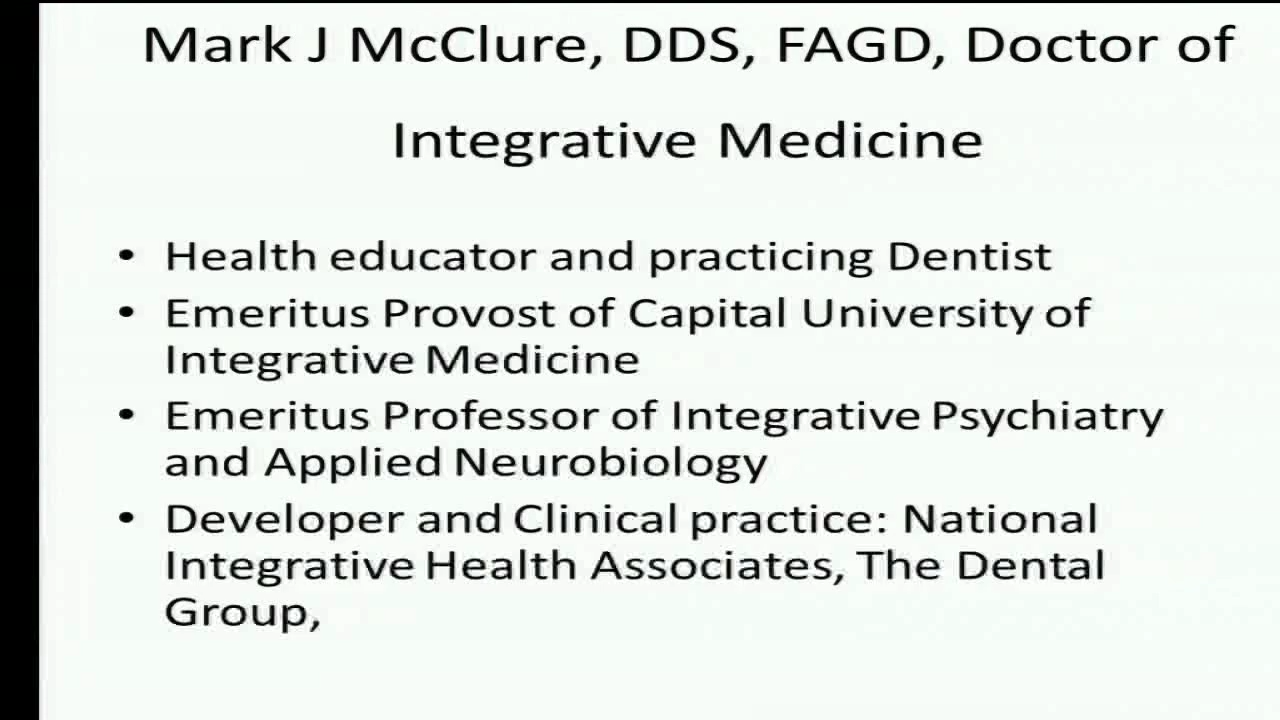 Mark J McClure, DDS, FAGD, Doctor of
Integrative Medicine
• Health educator and practicing Dentist
• Emeritus Provost of Capital University of
Integrative Medicine
• Emeritus Professor of Integrative Psychiatry
and Applied Neurobiology
• Developer and Clinical practice: National
Integrative Health Associates, The Dental
Group,